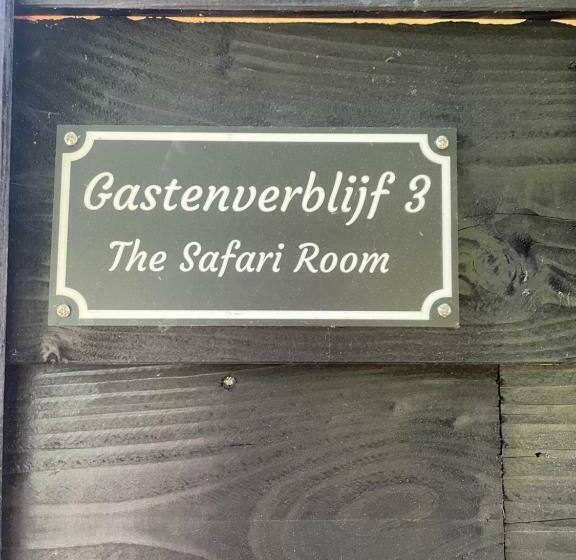 Gastenverblijf 3
The Safari Room